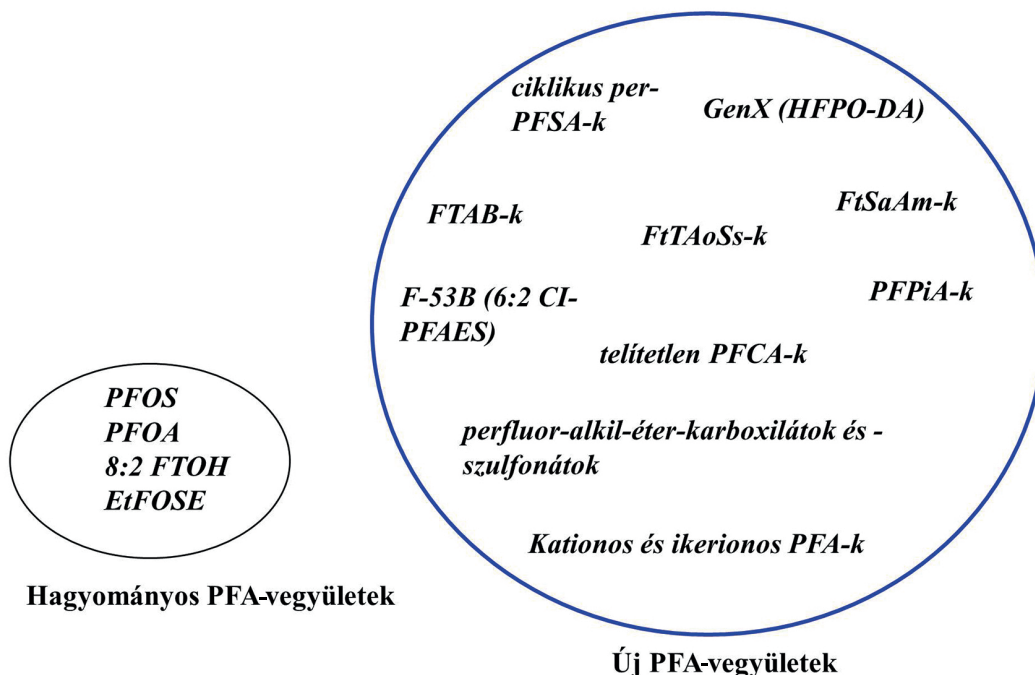 ciklikus per-
PFSA-k
GenX (HFPO-DA)
FTAB-k
FtTAoSs-k
FtSaAm-k
F-53B (6:2 CI-
PFAES)
PFPiA-k
telítetlen PFCA-k
perfluor-alkil-éter-karboxilátok és -
szulfonátok
Kationos és ikerionos PFA-k
Új PFA-vegyületek
PFOS
PFOA
8:2 FTOH
EtFOSE
Hagyományos PFA-vegyületek